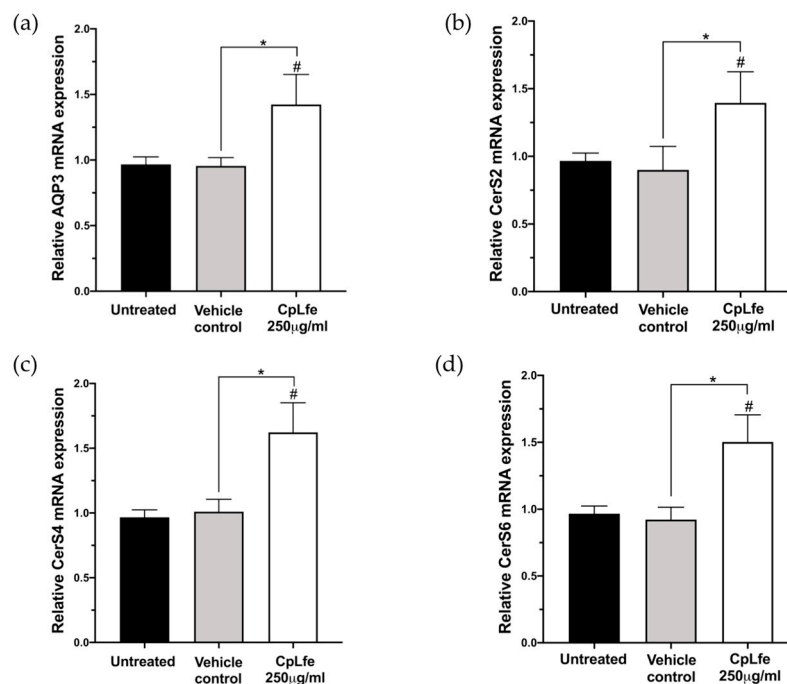 (a)
Relative AQP3 mRNA expression
2.0
1.5
1.0
0.5
0.0
*
#
Untreated
Vehicle
control
CpLfe
250µg/ml
(b)
Relative CerS2 mRNA expression
2.0
1.5
1.0
0.5
0.0
*
#
Untreated
Vehicle
control
CpLfe
250µg/ml
(c)
Relative CerS4 mRNA expression
2.0
1.5
1.0
0.5
0.0
*
#
Untreated
Vehicle
control
CpLfe
250µg/ml
(d)
Relative CerS6 mRNA expression
2.0
1.5
1.0
0.5
0.0
*
#
Untreated
Vehicle
control
CpLfe
250µg/ml